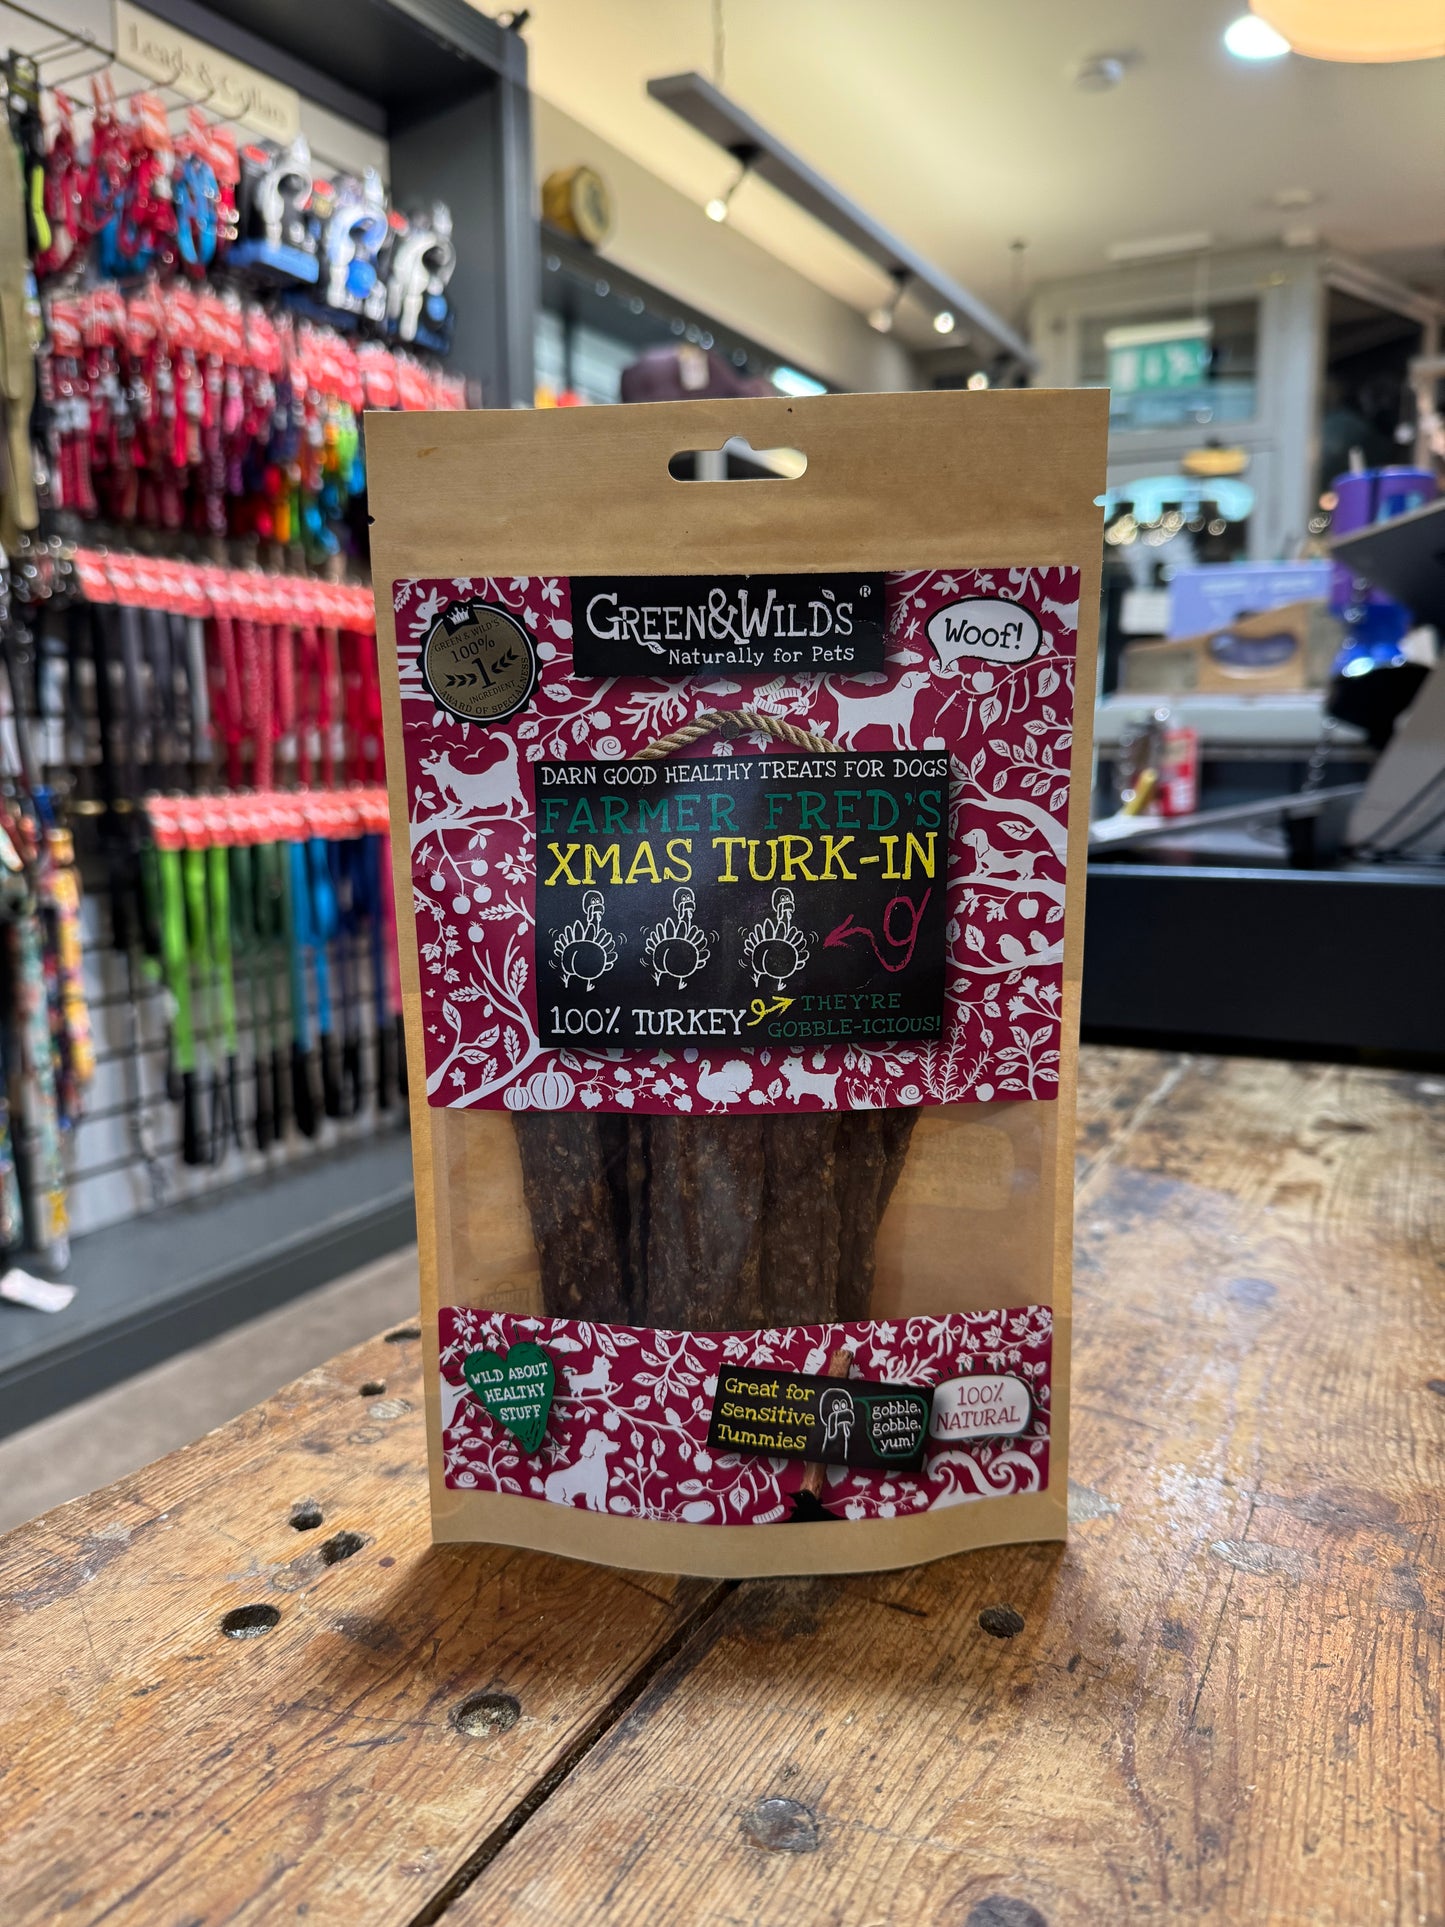 Leads & Collars
GREEN&WILD'S®
Naturally for Pets
GREEN & WILD'S
100%
1
INGREDIENT
AWARD OF SPECIALNESS
Woof!
DARN GOOD HEALTHY TREATS FOR DOGS
FARMER FRED'S
XMAS TURK-IN
g
100% TURKEY
THEY'RE
GOBBLE-ICIOUS!
WILD ABOUT
HEALTHY
STUFF
Great for
Sensitive
Tummies
gobble,
gobble,
yum!
100%
NATURAL